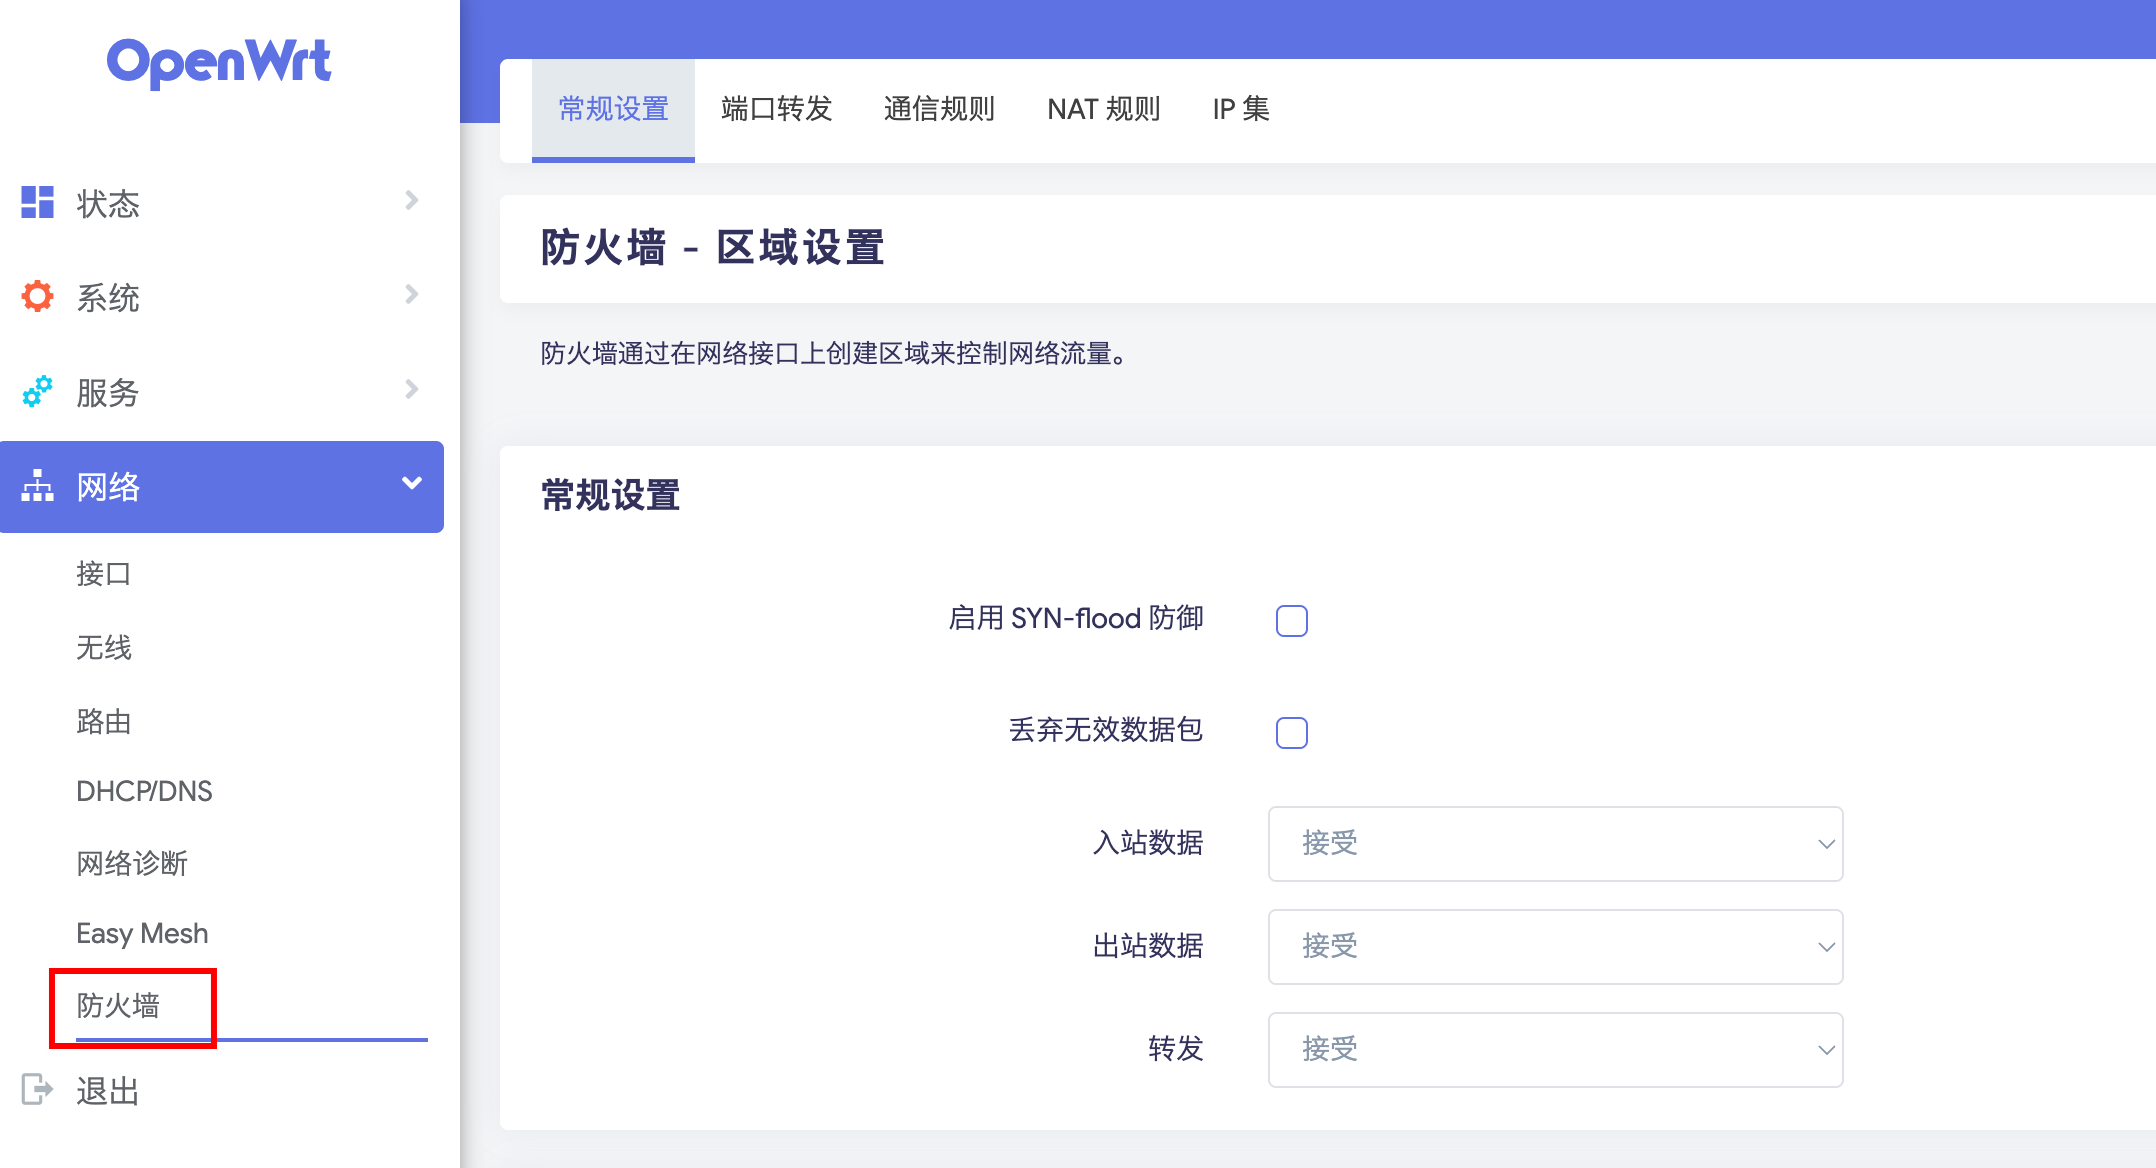 OpenWrt
状态
系统
服务
网络
接口
无线
路由
DHCP/DNS
网络诊断
Easy Mesh
防火墙
退出
常规设置 端口转发 通信规则 NAT 规则 IP 集
防火墙 - 区域设置
防火墙通过在网络接口上创建区域来控制网络流量。
常规设置
启用 SYN-flood 防御
丢弃无效数据包
入站数据 接受
出站数据 接受
转发 接受